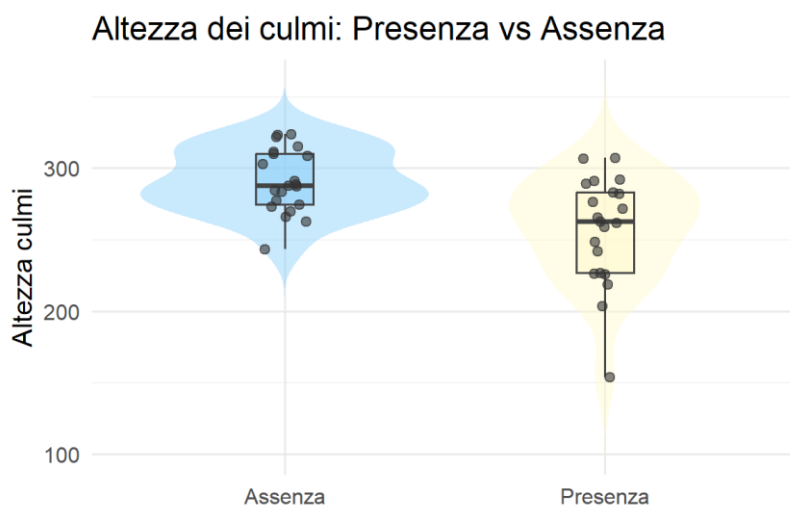 Altezza dei culmi: Presenza vs Assenza
Altezza culmi
300
200
100
Assenza
Presenza